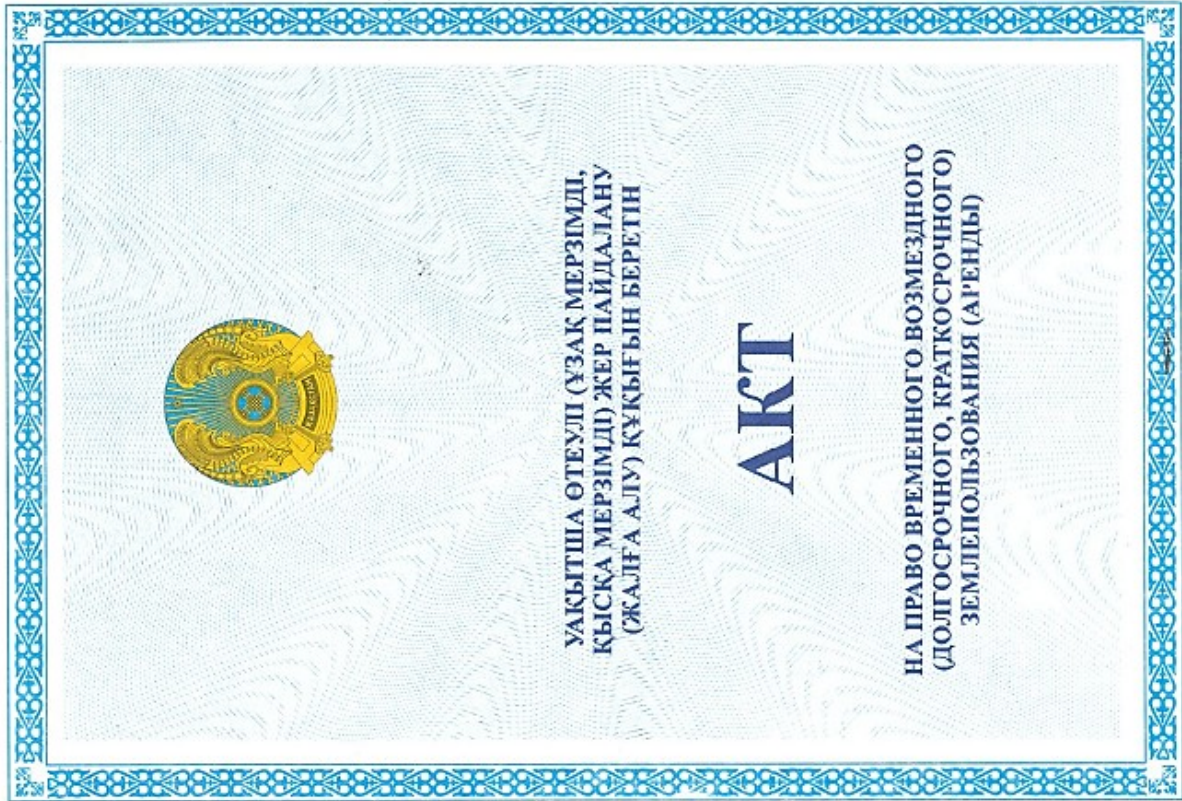 УАҚЫТША ӨТЕУЛІ (ҰЗАҚ МЕРЗІМДІ,
ҚЫСҚА МЕРЗІМДІ) ЖЕР ПАЙДАЛАНУ
(ЖАЛҒА АЛУ) ҚҰҚЫҒЫН БЕРЕТІН
АКТ
НА ПРАВО ВРЕМЕННОГО ВОЗМЕЗДНОГО
(ДОЛГОСРОЧНОГО, КРАТКОСРОЧНОГО)
ЗЕМЛЕПОЛЬЗОВАНИЯ (АРЕНДЫ)